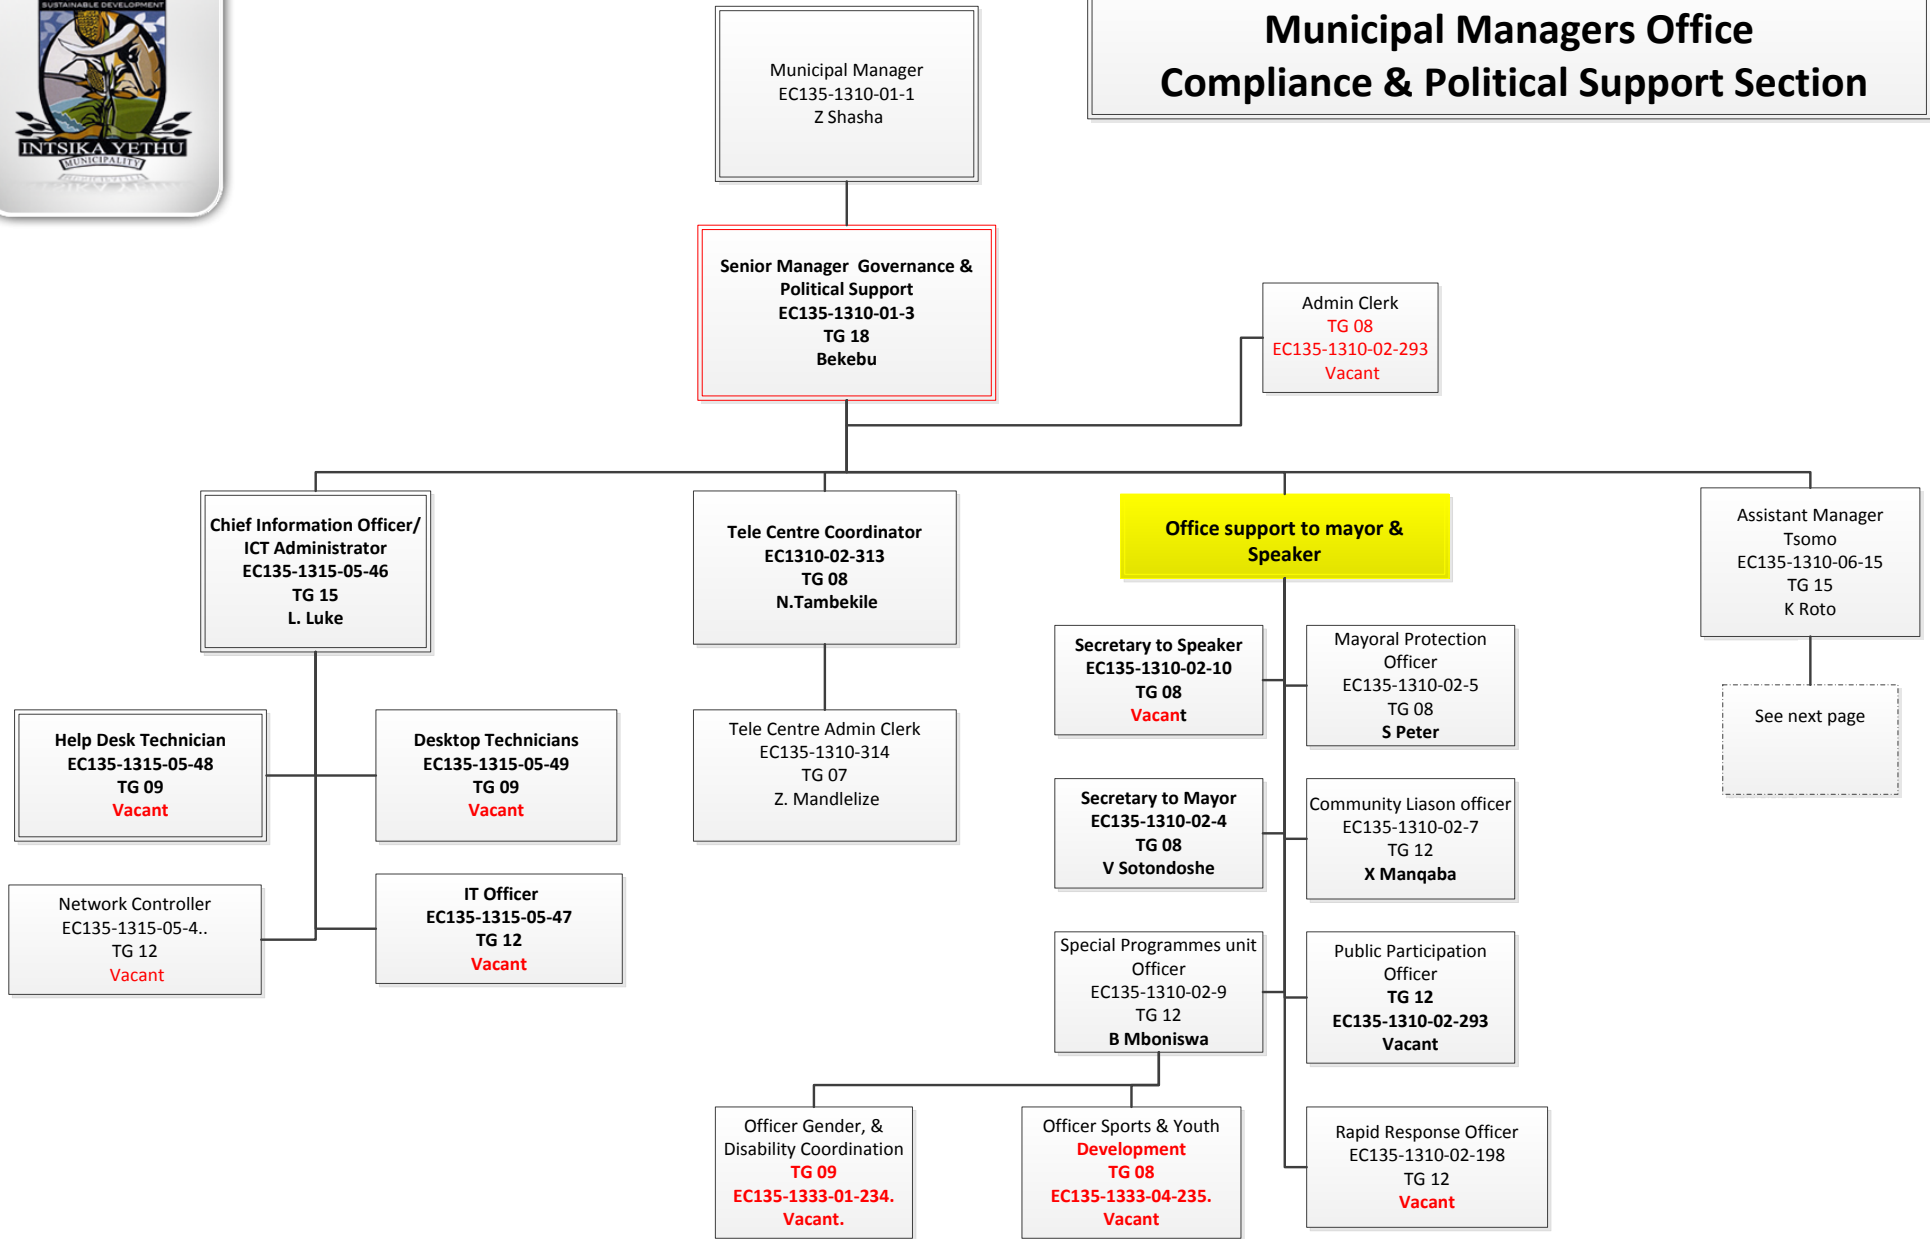 SUSTAINABLE DEVELOPMENT
INTSIKA YETHU
MUNICIPALITY
Municipal Managers Office
Compliance & Political Support Section
Municipal Manager
EC135-1310-01-1
Z Shasha
Senior Manager  Governance &
Political Support
EC135-1310-01-3
TG 18
Bekebu
Admin Clerk
TG 08
EC135-1310-02-293
Vacant
Chief Information Officer/
ICT Administrator
EC135-1315-05-46
TG 15
L. Luke
Tele Centre Coordinator
EC1310-02-313
TG 08
N.Tambekile
Office support to mayor &
Speaker
Assistant Manager
Tsomo
EC135-1310-06-15
TG 15
K Roto
Secretary to Speaker
EC135-1310-02-10
TG 08
Vacant
Mayoral Protection
Officer
EC135-1310-02-5
TG 08
S Peter
See next page
Help Desk Technician
EC135-1315-05-48
TG 09
Vacant
Desktop Technicians
EC135-1315-05-49
TG 09
Vacant
Tele Centre Admin Clerk
EC135-1310-314
TG 07
Z. Mandlelize
Secretary to Mayor
EC135-1310-02-4
TG 08
V Sotondoshe
Community Liason officer
EC135-1310-02-7
TG 12
X Manqaba
Network Controller
EC135-1315-05-4..
TG 12
Vacant
IT Officer
EC135-1315-05-47
TG 12
Vacant
Special Programmes unit
Officer
EC135-1310-02-9
TG 12
B Mboniswa
Public Participation
Officer
TG 12
EC135-1310-02-293
Vacant
Officer Gender, &
Disability Coordination
TG 09
EC135-1333-01-234.
Vacant.
Officer Sports & Youth
Development
TG 08
EC135-1333-04-235.
Vacant
Rapid Response Officer
EC135-1310-02-198
TG 12
Vacant